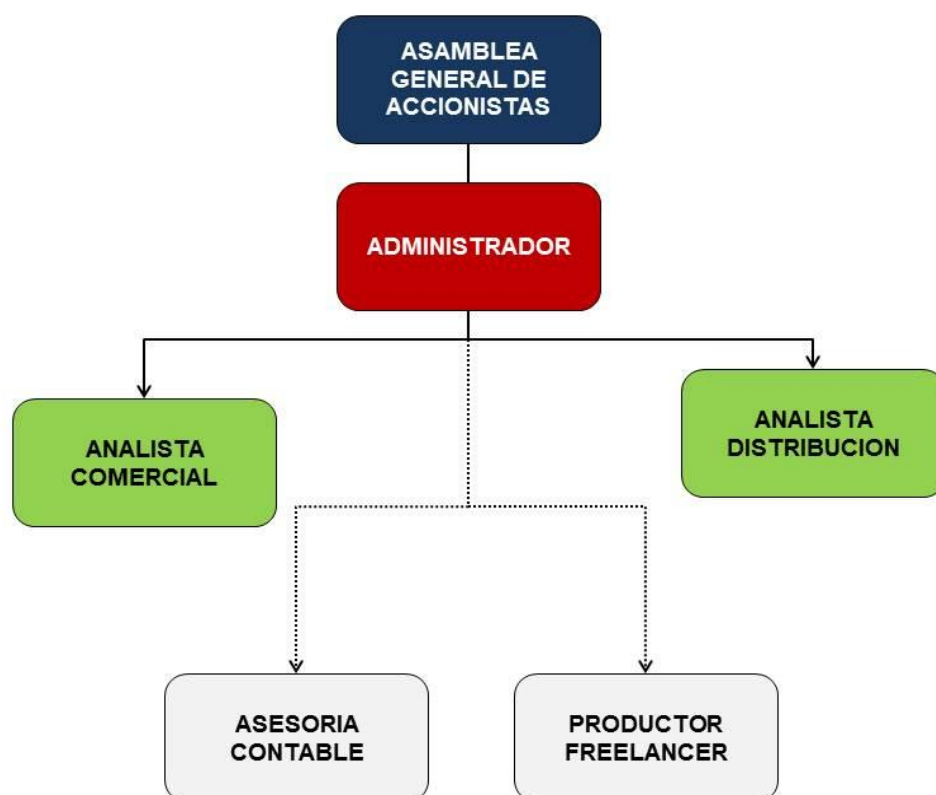 ASAMBLEA
GENERAL DE
ACCIONISTAS
ADMINISTRADOR
ANALISTA
COMERCIAL
ANALISTA
DISTRIBUCION
ASESORIA
CONTABLE
PRODUCTOR
FREELANCER